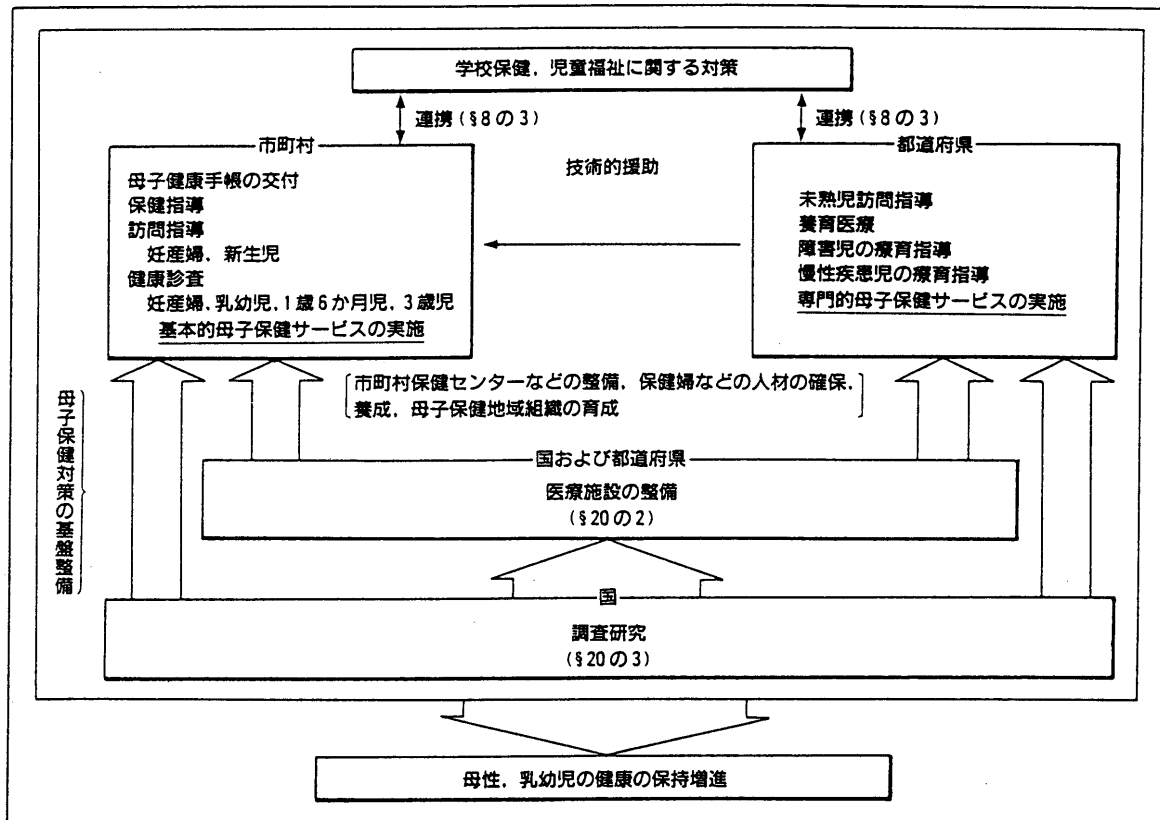 学校保健，児童福祉に関する対策
連携(§8の3)
連携(§8の3)
市町村
母子健康手帳の交付
保健指導
訪問指導
妊産婦，新生児
健康診査
妊産婦，乳幼児，1歳6か月児，3歳児
基本的母子保健サービスの実施
技術的援助
都道府県
未熟児訪問指導
養育医療
障害児の療育指導
慢性疾患児の療育指導
専門的母子保健サービスの実施
市町村保健センターなどの整備，保健婦などの人材の確保，
養成，母子保健地域組織の育成
母子保健対策の基盤整備
国および都道府県
医療施設の整備
(§20の2)
国
調査研究
(§20の3)
母性，乳幼児の健康の保持増進